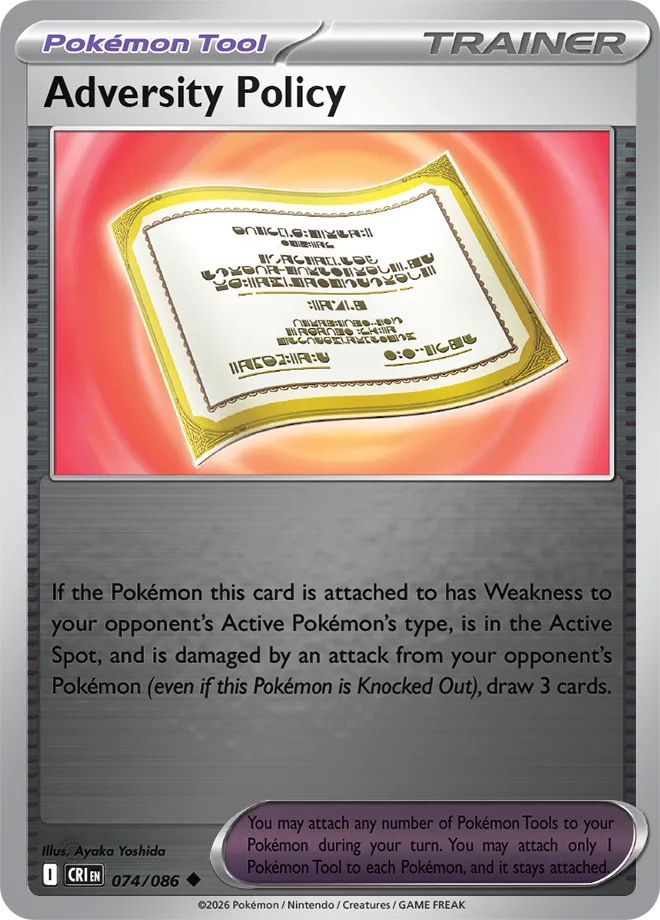 Pokémon Tool
TRAINER
Adversity Policy
If the Pokémon this card is attached to has Weakness to
your opponent's Active Pokémon's type, is in the Active
Spot, and is damaged by an attack from your opponent's
Pokémon (even if this Pokémon is Knocked Out), draw 3 cards.
You may attach any number of Pokémon Tools to your
Pokémon during your turn. You may attach only 1
Pokémon Tool to each Pokémon, and it stays attached.
Illus. Ayaka Yoshida
I CRI EN 074/086 ◆
©2026 Pokémon / Nintendo / Creatures / GAME FREAK